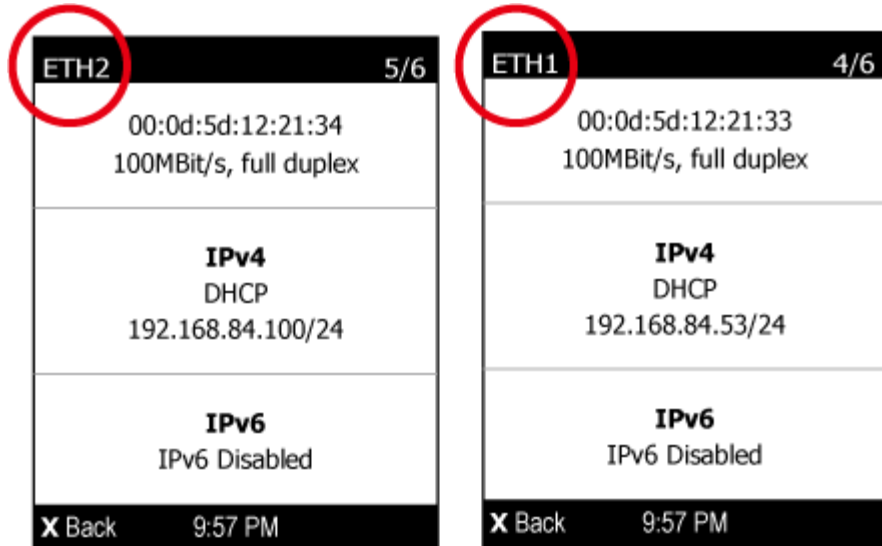 ETH2 5/6
00:0d:5d:12:21:34
100MBit/s, full duplex
IPv4
DHCP
192.168.84.100/24
IPv6
IPv6 Disabled
X Back 9:57 PM
ETH1 4/6
00:0d:5d:12:21:33
100MBit/s, full duplex
IPv4
DHCP
192.168.84.53/24
IPv6
IPv6 Disabled
X Back 9:57 PM